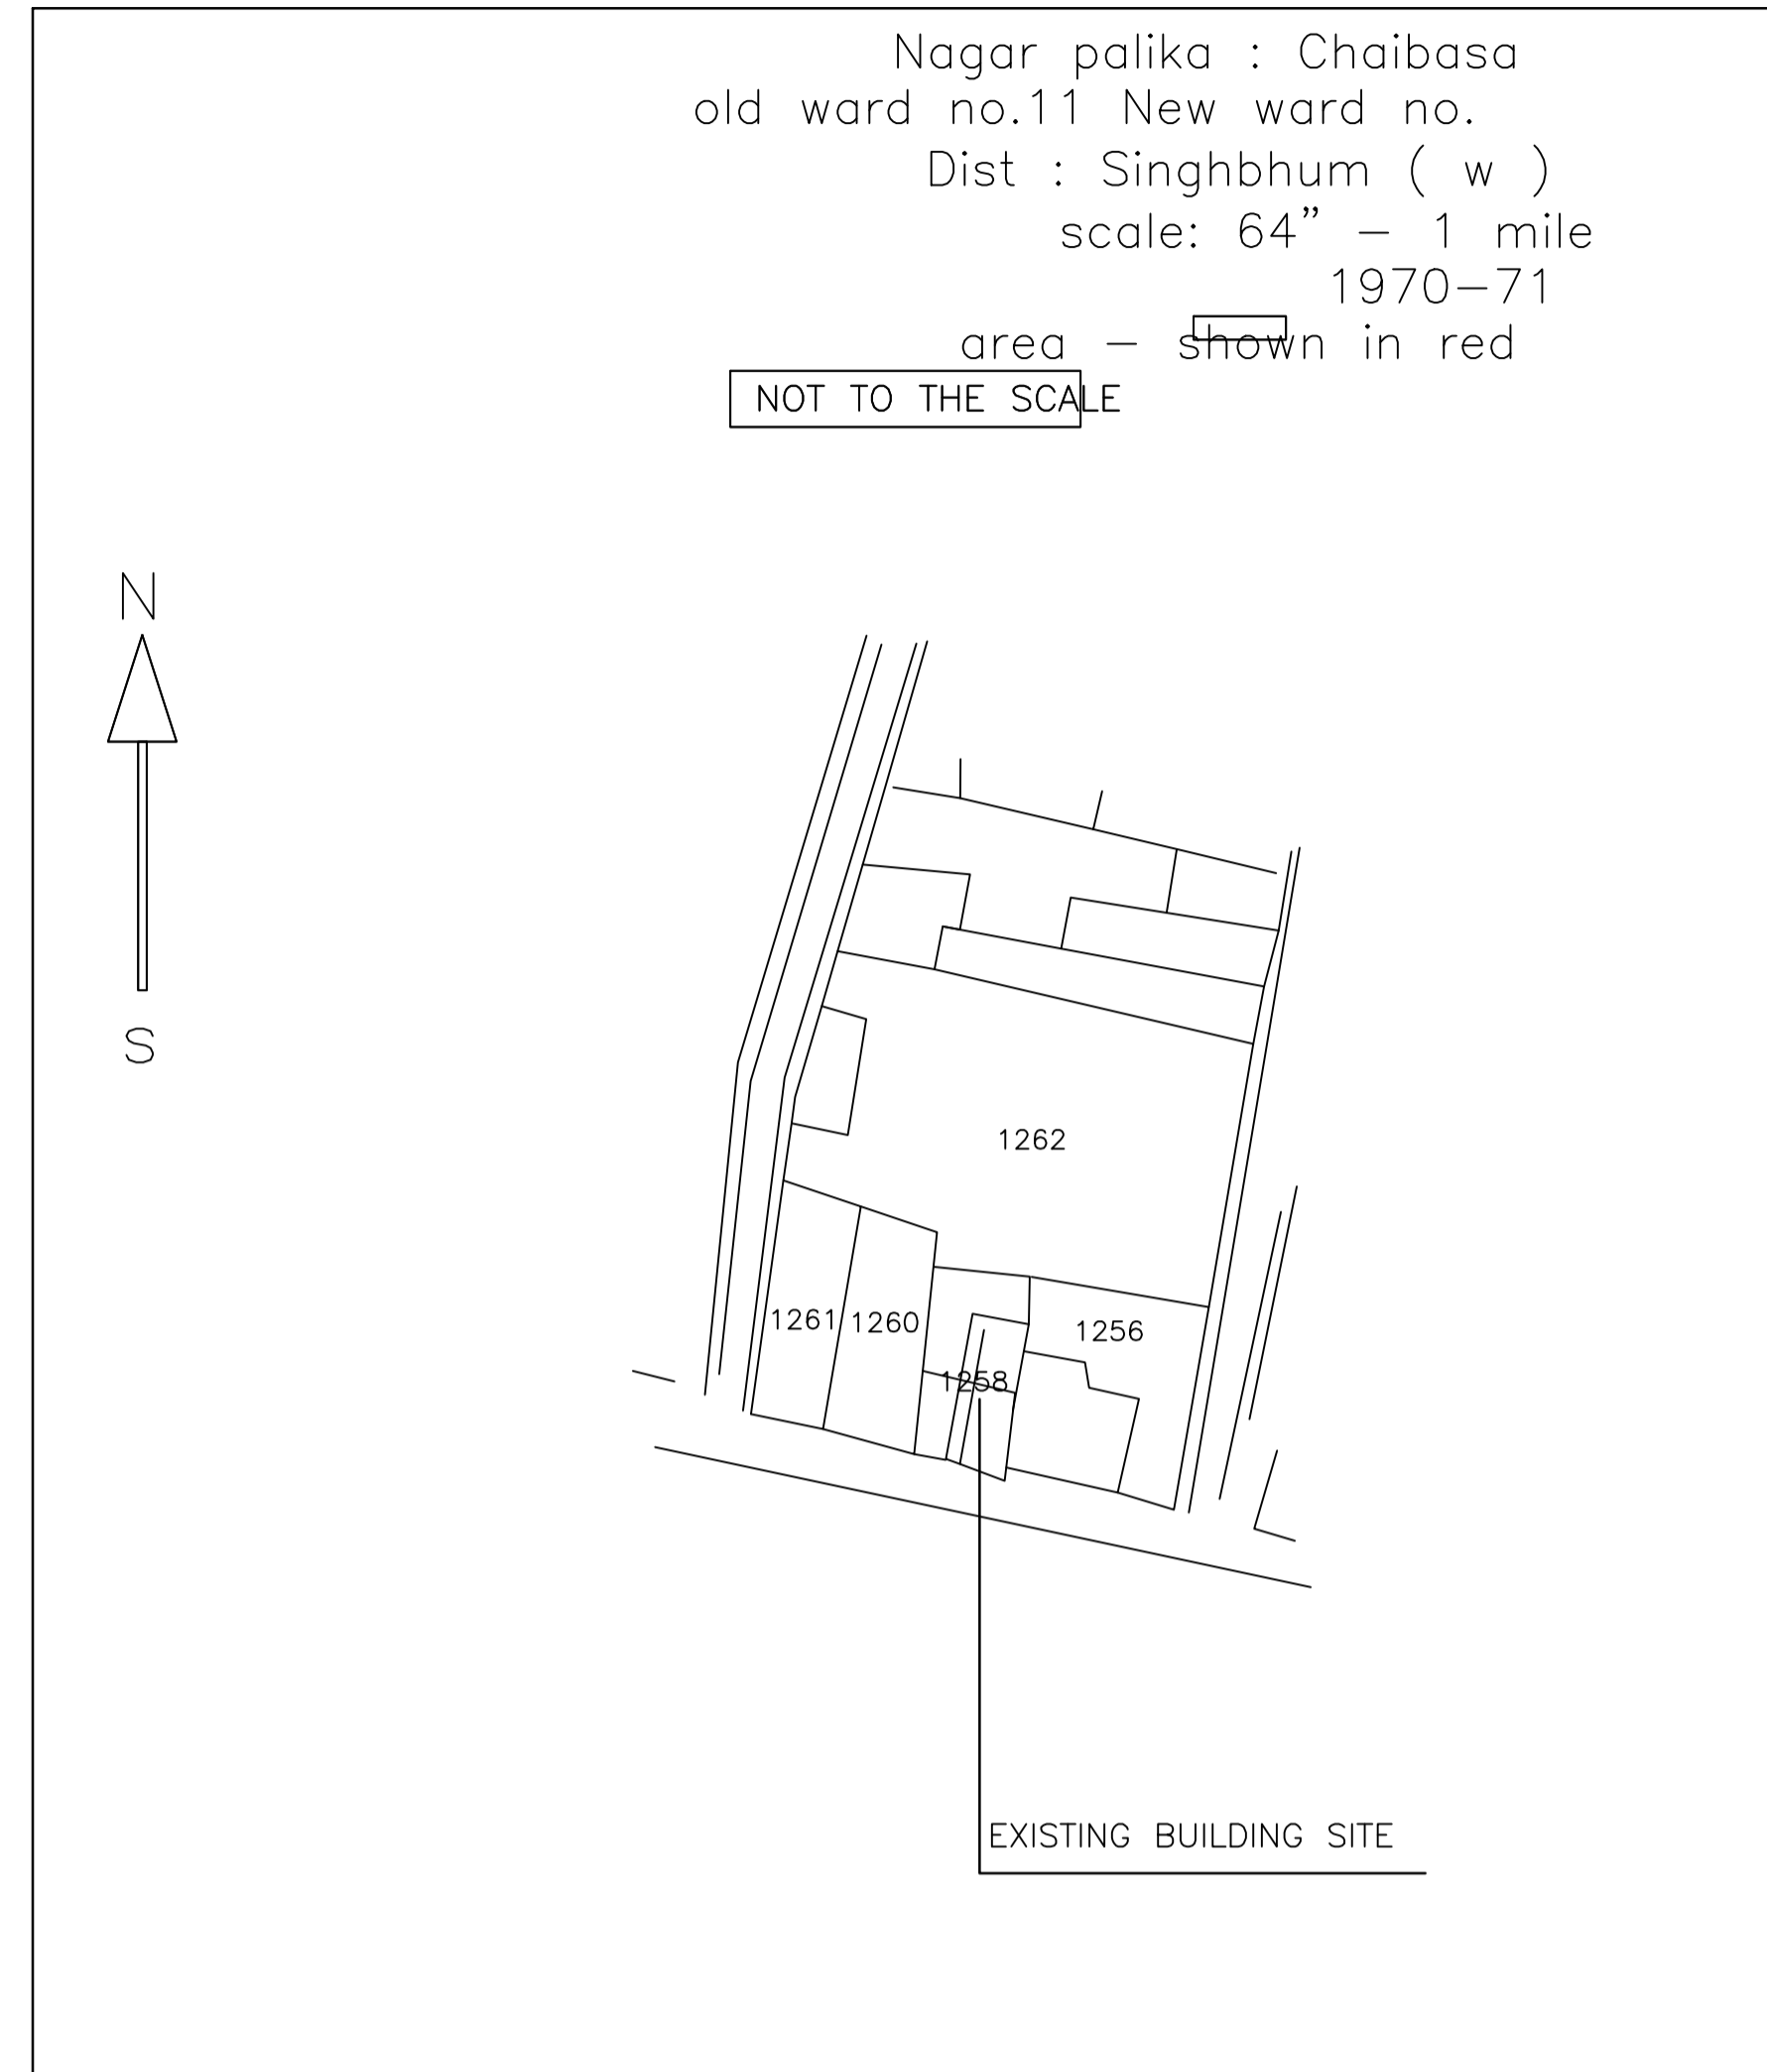 Nagar palika : Chaibasa
old ward no.11 New ward no.
Dist : Singhbhum ( w )
scale: 64” – 1 mile
1970–71
area – shown in red
NOT TO THE SCALE
N
S
1262
1261
1260
1256
1258
EXISTING BUILDING SITE